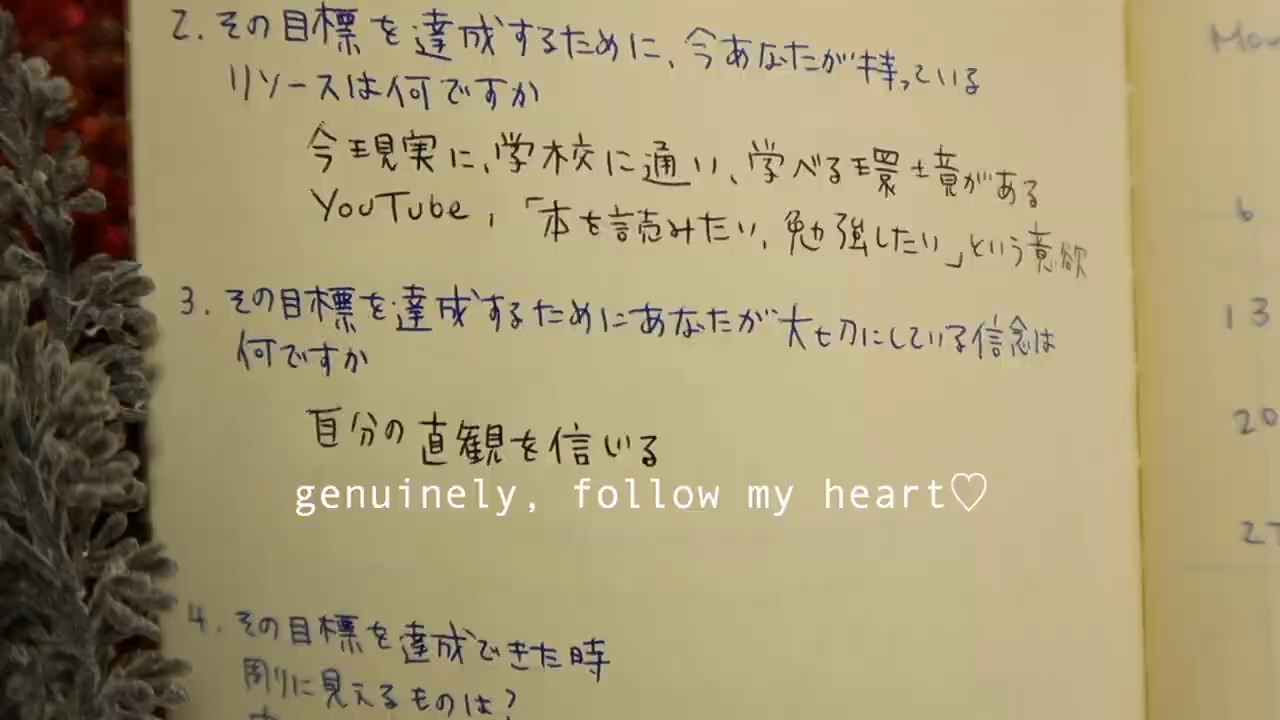 2. その目標を達成するために、今あなたが持っている
リソースは何ですか
今現実に、学校に通い、学べる環境がある
YouTube, 「本を読みたい、勉強したい」という意欲
3. その目標を達成するためにあなたが大切にしている信念は
何ですか
自分の直観を信いる
genuinely, follow my heart♡
4. その目標を達成できた時
周りに見えるものは?
6
13
20
27